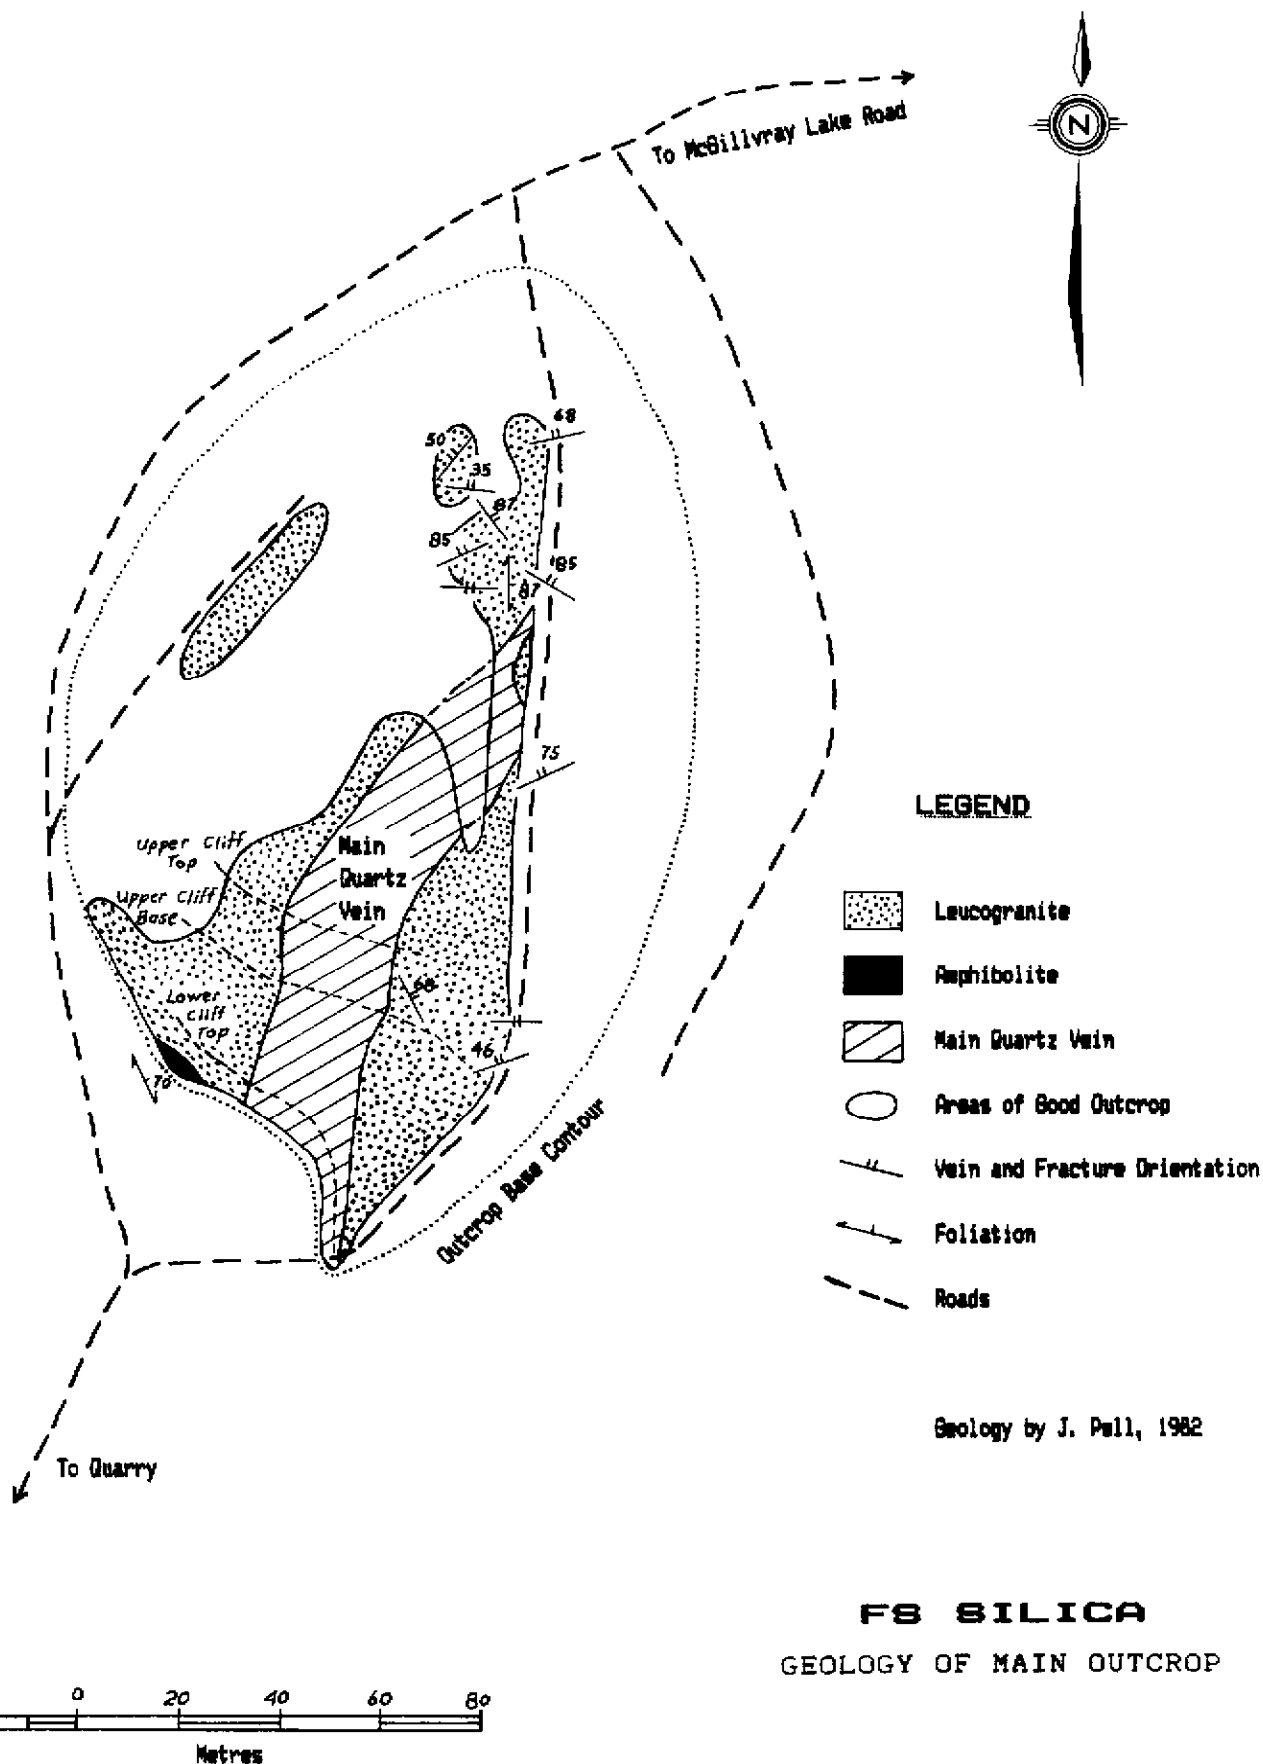 N
To McGillvray Lake Road
68
50
35
87
85
85
87
75
Upper Cliff
Top
Main
Quartz
Vein
Upper Cliff
Base
Lower
Cliff
Top
68
46
70
Outcrop Base Contour
To Quarry
LEGEND
Leucogranite
Amphibolite
Main Quartz Vein
Areas of Good Outcrop
Vein and Fracture Orientation
Foliation
Roads
Geology by J. Pell, 1982
FS SILICA
GEOLOGY OF MAIN OUTCROP
0 20 40 60 80
Metres